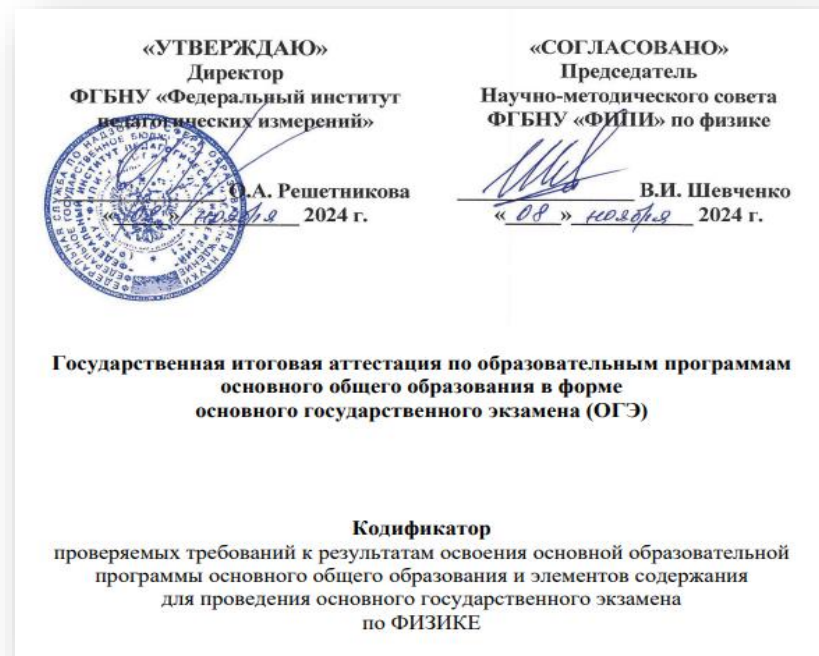 «УТВЕРЖДАЮ»
Директор
ФГБНУ «Федеральный институт
педагогических измерений»
О.А. Решетникова
«08» ноября 2024 г.
«СОГЛАСОВАНО»
Председатель
Научно-методического совета
ФГБНУ «ФИПИ» по физике
В.И. Шевченко
«08» ноября 2024 г.
Государственная итоговая аттестация по образовательным программам
основного общего образования в форме
основного государственного экзамена (ОГЭ)
Кодификатор
проверяемых требований к результатам освоения основной образовательной
программы основного общего образования и элементов содержания
для проведения основного государственного экзамена
по ФИЗИКЕ